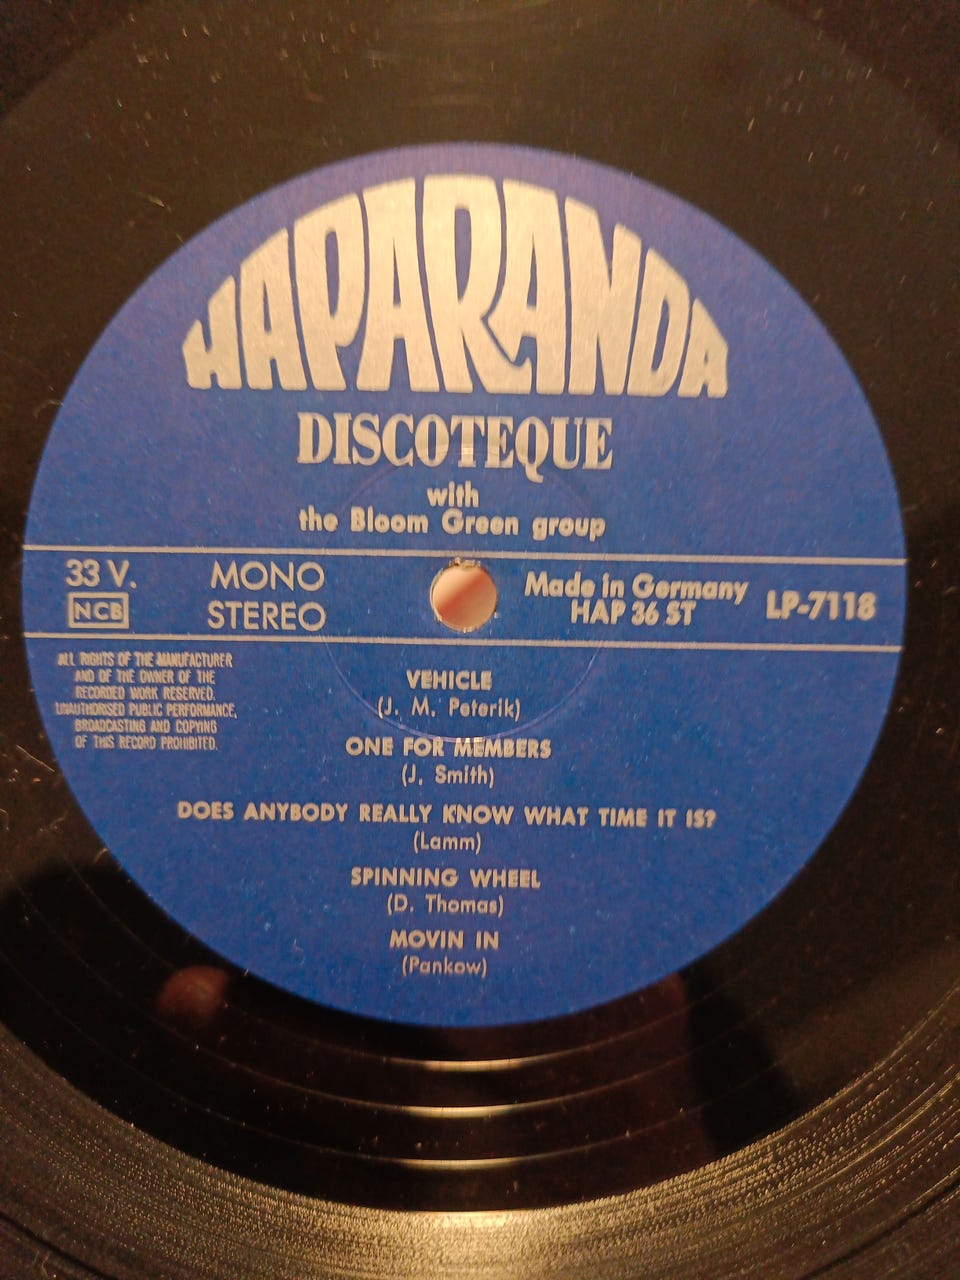 HAPARANDA
DISCOTEQUE
with
the Bloom Green group
33 V.
NCB
MONO
STEREO
Made in Germany
HAP 36 ST
LP-7118
ALL RIGHTS OF THE MANUFACTURER
AND OF THE OWNER OF THE
RECORDED WORK RESERVED.
UNAUTHORISED PUBLIC PERFORMANCE,
BROADCASTING AND COPYING
OF THIS RECORD PROHIBITED.
VEHICLE
(J. M. Peterik)
ONE FOR MEMBERS
(J. Smith)
DOES ANYBODY REALLY KNOW WHAT TIME IT IS?
(Lamm)
SPINNING WHEEL
(D. Thomas)
MOVIN IN
(Pankow)